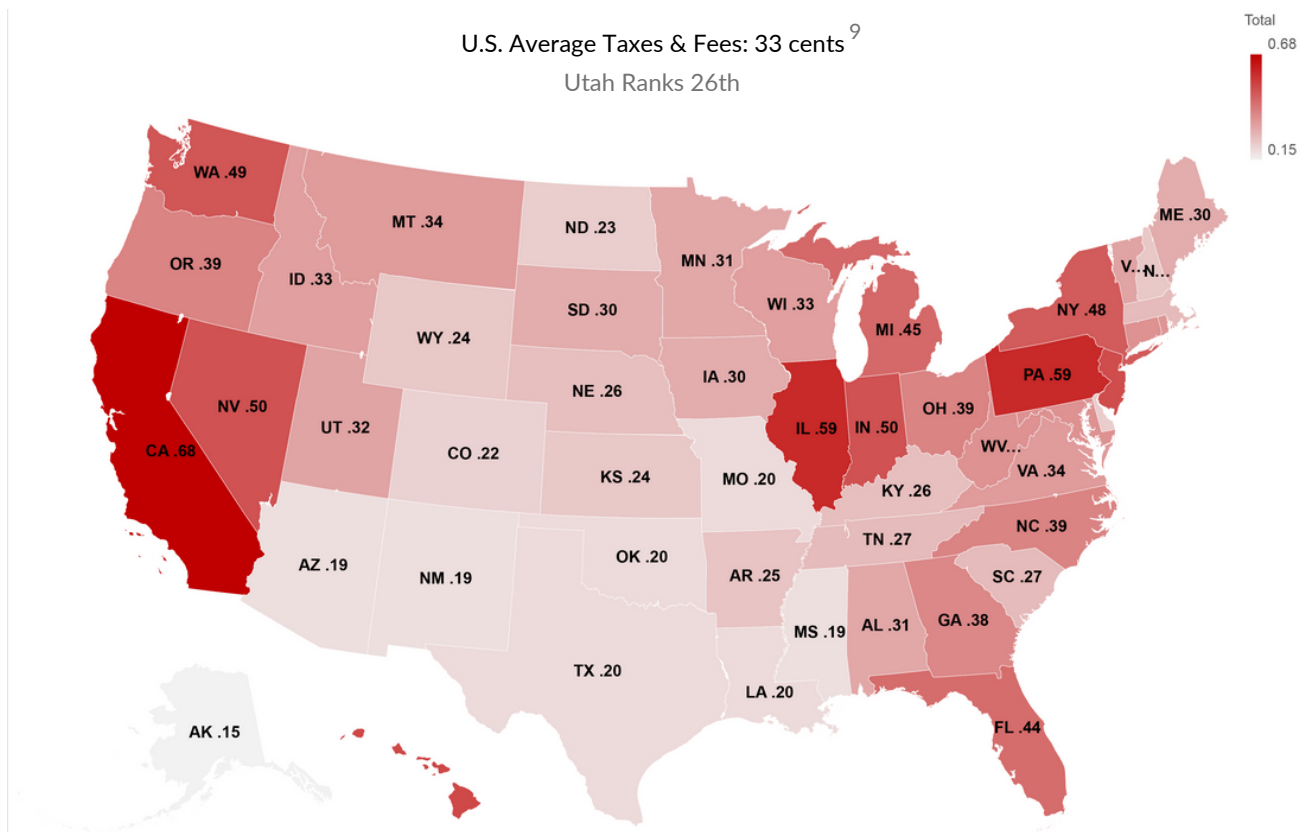 Total
U.S. Average Taxes & Fees: 33 cents 9
0.68
Utah Ranks 26th
0.15
WA .49
ME .30
MT .34
ND .23
OR .39
MN .31
V... N...
ID .33
WI .33
SD .30
NY .48
MI .45
WY .24
IA .30
PA .59
NE .26
NV .50
OH .39
UT .32
IL .59
IN .50
CA .68
CO .22
WV...
VA .34
KS .24
MO .20
KY .26
NC .39
TN .27
OK .20
AZ .19
NM .19
AR .25
SC .27
MS .19
AL .31
GA .38
TX .20
LA .20
FL .44
AK .15